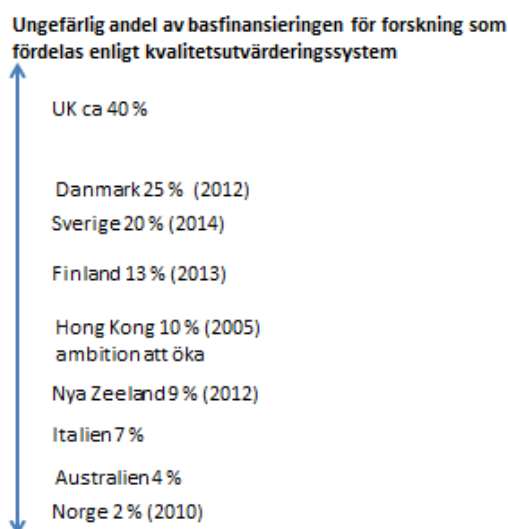 Ungefärlig andel av basfinansieringen för forskning som
fördelas enligt kvalitetsutvärderingssystem
UK ca 40 %
Danmark 25 % (2012)
Sverige 20 % (2014)
Finland 13 % (2013)
Hong Kong 10 % (2005)
ambition att öka
Nya Zeeland 9 % (2012)
Italien 7 %
Australien 4 %
Norge 2 % (2010)